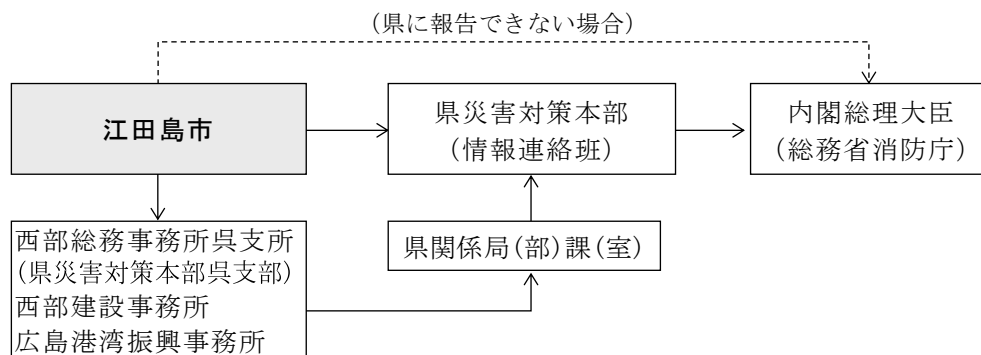 (県に報告できない場合)
江田島市
県災害対策本部
(情報連絡班)
内閣総理大臣
(総務省消防庁)
西部総務事務所呉支所
(県災害対策本部呉支部)
西部建設事務所
広島港湾振興事務所
県関係局(部)課(室)